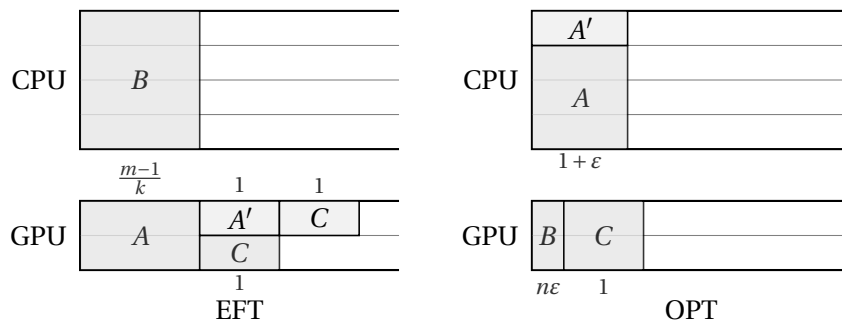 CPU
B
m−1
k
1
1
GPU
A
A′
C
C
1
EFT
CPU
A′
A
1 + ε
GPU
B
C
nε
1
OPT